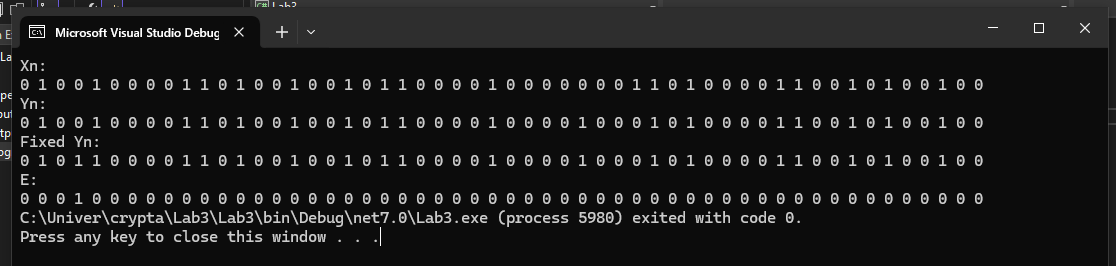 Lab3
Microsoft Visual Studio Debug
Xn:
0 1 0 0 1 0 0 0 0 1 1 0 1 0 0 1 0 0 1 0 1 1 0 0 0 0 1 0 0 0 0 0 0 0 1 1 0 1 0 0 0 0 1 1 0 0 1 0 1 0 0 1 0 0
Yn:
0 1 0 0 1 0 0 0 0 1 1 0 1 0 0 1 0 0 1 0 1 1 0 0 0 0 1 0 0 0 0 1 0 0 0 1 0 1 0 0 0 0 1 1 0 0 1 0 1 0 0 1 0 0
Fixed Yn:
0 1 0 1 1 0 0 0 0 1 1 0 1 0 0 1 0 0 1 0 1 1 0 0 0 0 1 0 0 0 0 1 0 0 0 1 0 1 0 0 0 0 1 1 0 0 1 0 1 0 0 1 0 0
E:
0 0 0 1 0 0 0 0 0 0 0 0 0 0 0 0 0 0 0 0 0 0 0 0 0 0 0 0 0 0 0 0 0 0 0 0 0 0 0 0 0 0 0 0 0 0 0 0 0 0 0 0 0 0
C:\Univer\crypta\Lab3\Lab3\bin\Debug\net7.0\Lab3.exe (process 5980) exited with code 0.
Press any key to close this window . . .